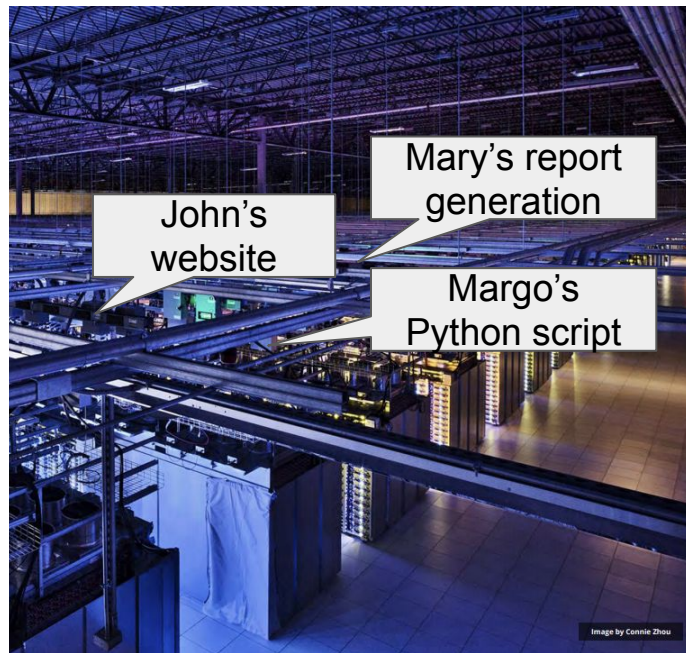 Mary’s report
generation
John’s
website
Margo’s
Python script
Image by Connie Zhou